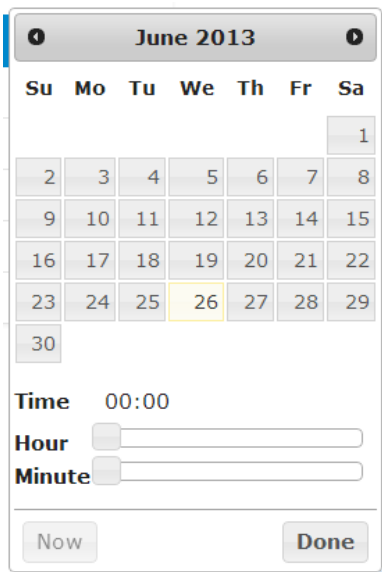 June 2013
Su Mo Tu We Th Fr Sa
1
2 3 4 5 6 7 8
9 10 11 12 13 14 15
16 17 18 19 20 21 22
23 24 25 26 27 28 29
30
Time 00:00
Hour
Minute
Now Done